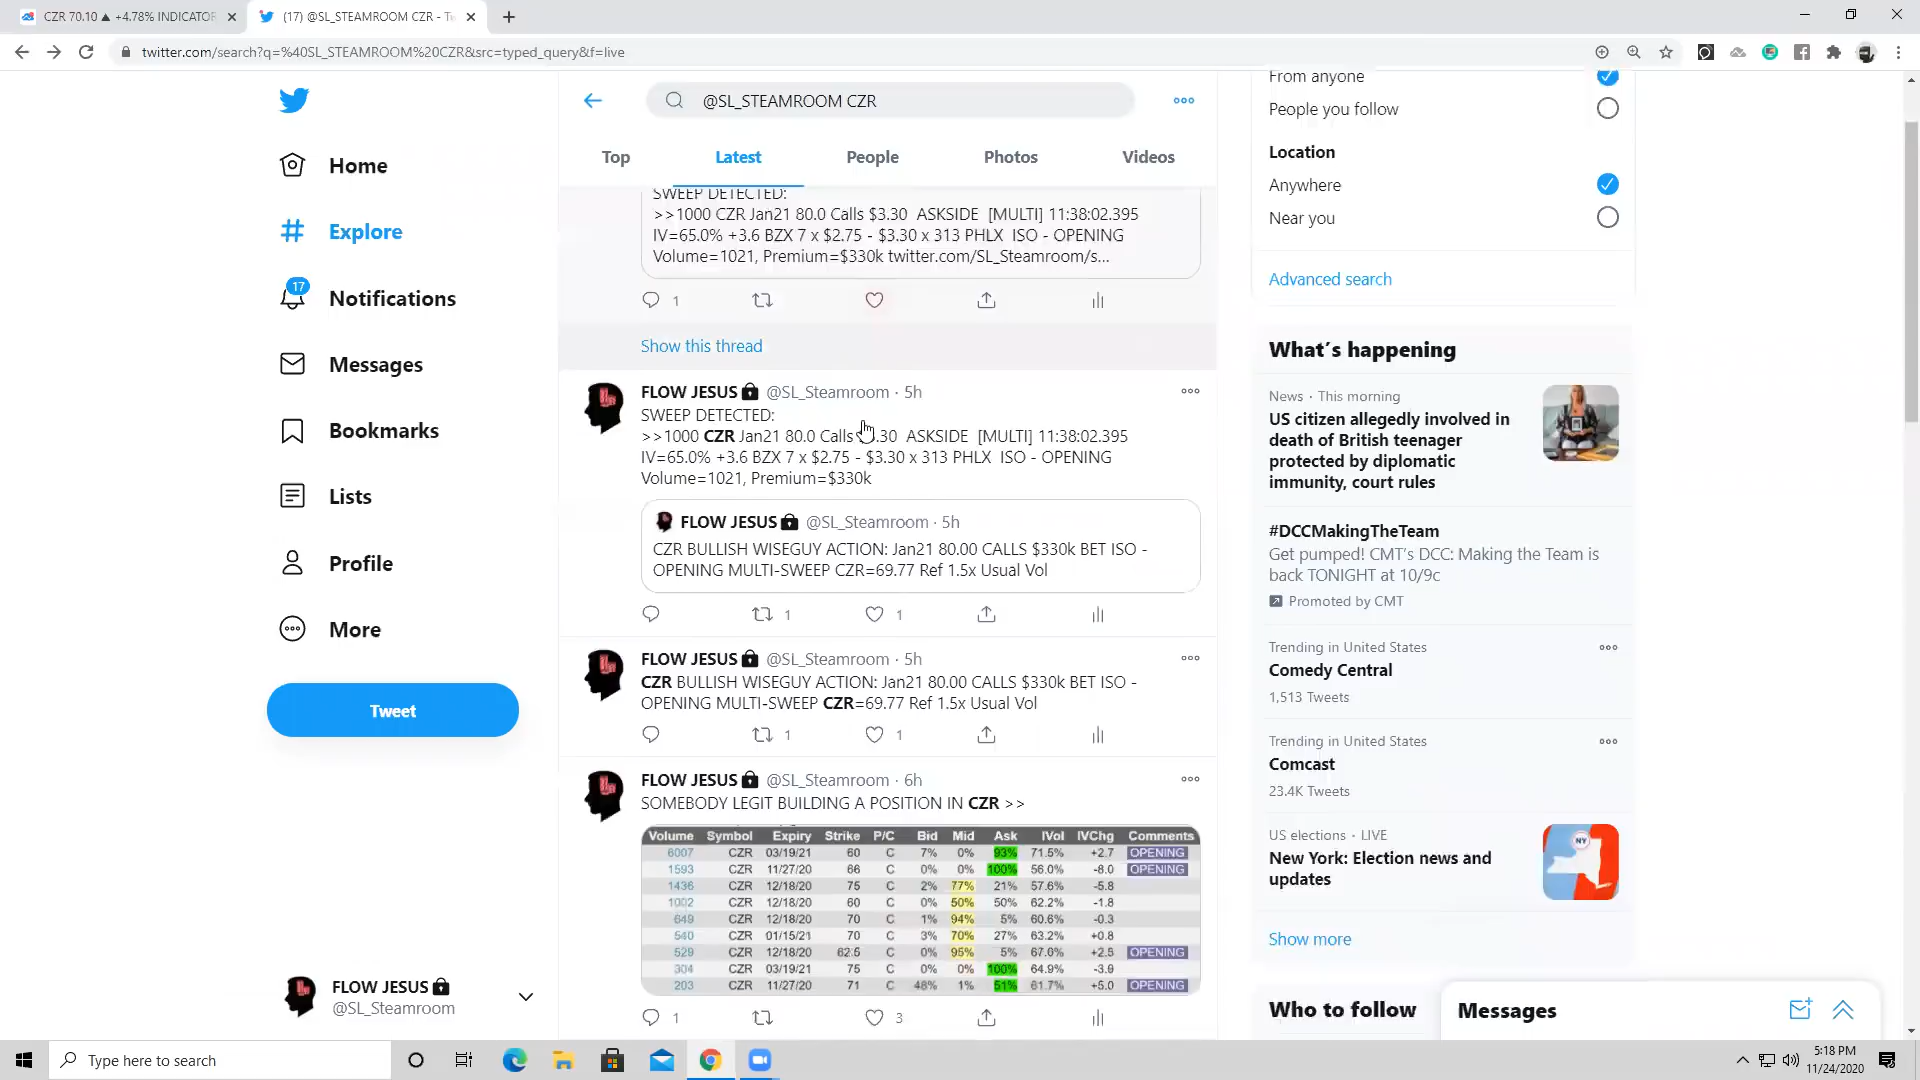 CZR 70.10 ▲ +4.78% INDICATOR
(17) @SL_STEAMROOM CZR - Tw
twitter.com/search?q=%40SL_STEAMROOM%20CZR&src=typed_query&f=live
@SL_STEAMROOM CZR
Top
Latest
People
Photos
Videos
Home
Explore
17
Notifications
Messages
Bookmarks
Lists
Profile
More
Tweet
FLOW JESUS
@SL_Steamroom
SWEEP DETECTED:
>>1000 CZR Jan21 80.0 Calls $3.30 ASKSIDE [MULTI] 11:38:02.395
IV=65.0% +3.6 BZX 7 x $2.75 - $3.30 x 313 PHLX ISO - OPENING
Volume=1021, Premium=$330k twitter.com/SL_Steamroom/s...
1
Show this thread
FLOW JESUS @SL_Steamroom · 5h
SWEEP DETECTED:
>>1000 CZR Jan21 80.0 Calls .30 ASKSIDE [MULTI] 11:38:02.395
IV=65.0% +3.6 BZX 7 x $2.75 - $3.30 x 313 PHLX ISO - OPENING
Volume=1021, Premium=$330k
FLOW JESUS @SL_Steamroom · 5h
CZR BULLISH WISEGUY ACTION: Jan21 80.00 CALLS $330k BET ISO -
OPENING MULTI-SWEEP CZR=69.77 Ref 1.5x Usual Vol
1 1
FLOW JESUS @SL_Steamroom · 5h
CZR BULLISH WISEGUY ACTION: Jan21 80.00 CALLS $330k BET ISO -
OPENING MULTI-SWEEP CZR=69.77 Ref 1.5x Usual Vol
1 1
FLOW JESUS @SL_Steamroom · 6h
SOMEBODY LEGIT BUILDING A POSITION IN CZR >>
Volume Symbol Expiry Strike P/C Bid Mid Ask IVol IVChg Comments
6007 CZR 03/19/21 60 C 7% 0% 93% 71.5% +2.7 OPENING
1593 CZR 11/27/20 66 C 0% 0% 100% 56.0% -8.0 OPENING
1436 CZR 12/18/20 75 C 2% 77% 21% 57.6% -5.8
1002 CZR 12/18/20 60 C 0% 50% 50% 62.2% -1.8
649 CZR 12/18/20 70 C 1% 94% 5% 60.6% -0.3
540 CZR 01/15/21 70 C 3% 70% 27% 63.2% +0.8
529 CZR 12/18/20 62.5 C 0% 95% 5% 67.6% +2.5 OPENING
304 CZR 03/19/21 75 C 0% 0% 100% 64.9% -3.9
203 CZR 11/27/20 71 C 48% 1% 51% 61.7% +5.0 OPENING
1 3
From anyone
People you follow
Location
Anywhere
Near you
Advanced search
What's happening
News · This morning
US citizen allegedly involved in
death of British teenager
protected by diplomatic
immunity, court rules
#DCCMakingTheTeam
Get pumped! CMT's DCC: Making the Team is
back TONIGHT at 10/9c
Promoted by CMT
Trending in United States
Comedy Central
1,513 Tweets
Trending in United States
Comcast
23.4K Tweets
US elections · LIVE
New York: Election news and
updates
NY
Show more
Who to follow
Messages
Type here to search
5:18 PM
11/24/2020